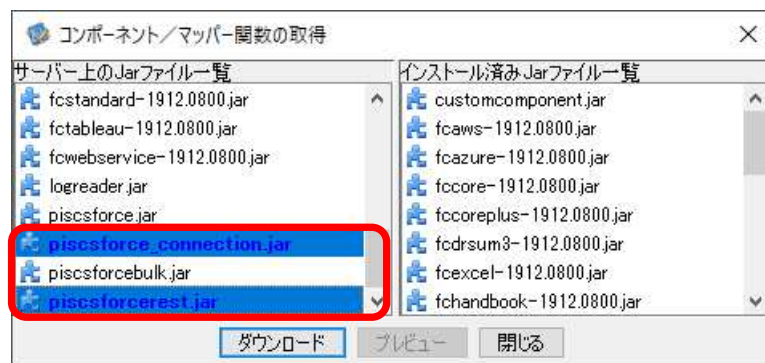 コンポーネント／マッパー関数の取得
サーバー上のJarファイル一覧
fcstandard-1912.0800.jar
fctableau-1912.0800.jar
fcwebservice-1912.0800.jar
logreader.jar
piscsforce.jar
piscsforce_connection.jar
piscsforcebulk.jar
piscsforcerest.jar
インストール済みJarファイル一覧
customcomponent.jar
fcaws-1912.0800.jar
fcazure-1912.0800.jar
fccore-1912.0800.jar
fccoreplus-1912.0800.jar
fcdrsum3-1912.0800.jar
fcexcel-1912.0800.jar
fchandbook-1912.0800.jar
ダウンロード プレビュー 閉じる